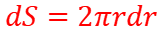 dS = 2πrdr